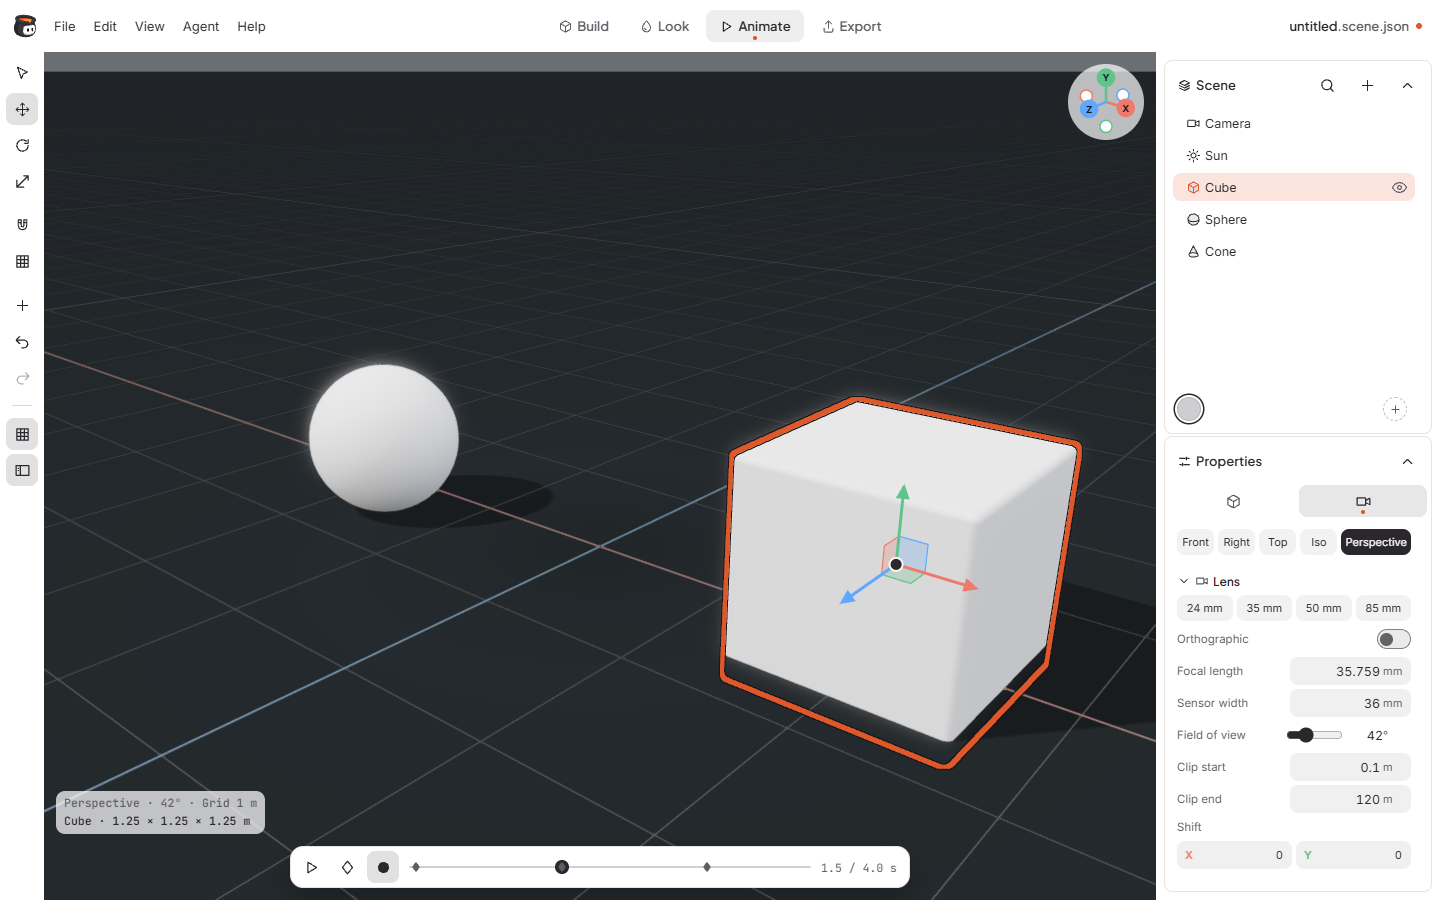 File Edit View Agent Help
Build Look Animate Export
untitled.scene.json
Y
Z X
Scene
Camera
Sun
Cube
Sphere
Cone
Properties
Front Right Top Iso Perspective
Lens
24 mm 35 mm 50 mm 85 mm
Orthographic
Focal length 35.759 mm
Sensor width 36 mm
Field of view 42°
Clip start 0.1 m
Clip end 120 m
Shift
X 0 Y 0
Perspective · 42° · Grid 1 m
Cube · 1.25 × 1.25 × 1.25 m
1.5 / 4.0 s